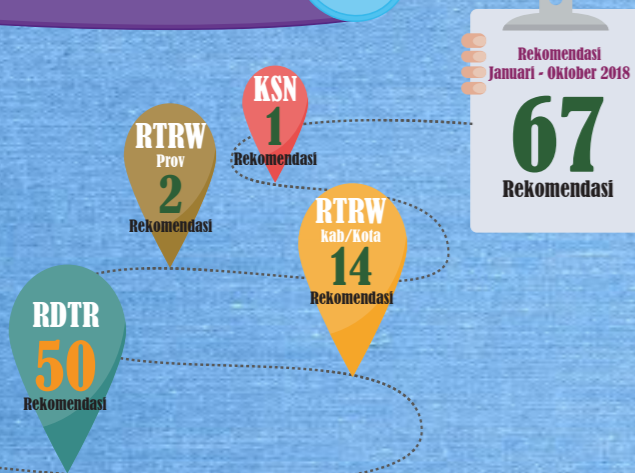 Rekomendasi
Januari - Oktober 2018
67
Rekomendasi
KSN
1
Rekomendasi
RTRW
Prov
2
Rekomendasi
RTRW
kab/Kota
14
Rekomendasi
RDTR
50
Rekomendasi